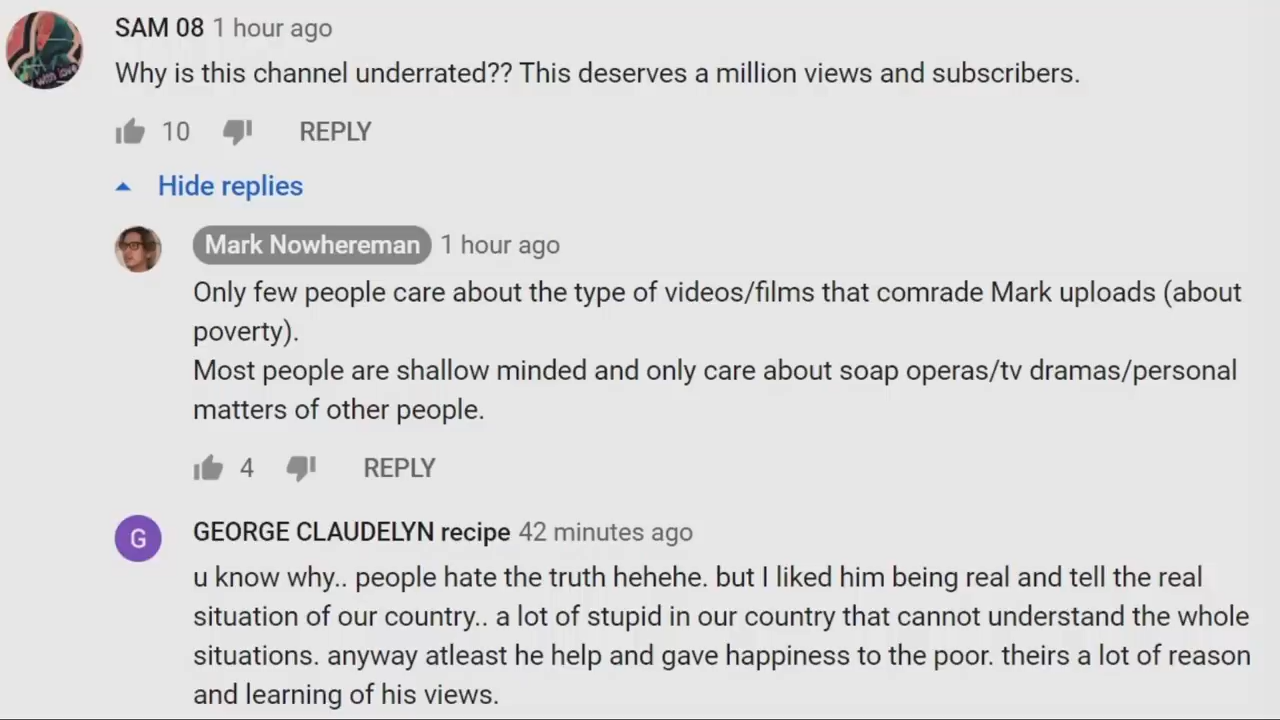 SAM 08 1 hour ago
Why is this channel underrated?? This deserves a million views and subscribers.
10 REPLY
Hide replies
Mark Nowhereman 1 hour ago
Only few people care about the type of videos/films that comrade Mark uploads (about
poverty).
Most people are shallow minded and only care about soap operas/tv dramas/personal
matters of other people.
4 REPLY
G GEORGE CLAUDELYN recipe 42 minutes ago
u know why.. people hate the truth hehehe. but I liked him being real and tell the real
situation of our country.. a lot of stupid in our country that cannot understand the whole
situations. anyway atleast he help and gave happiness to the poor. theirs a lot of reason
and learning of his views.